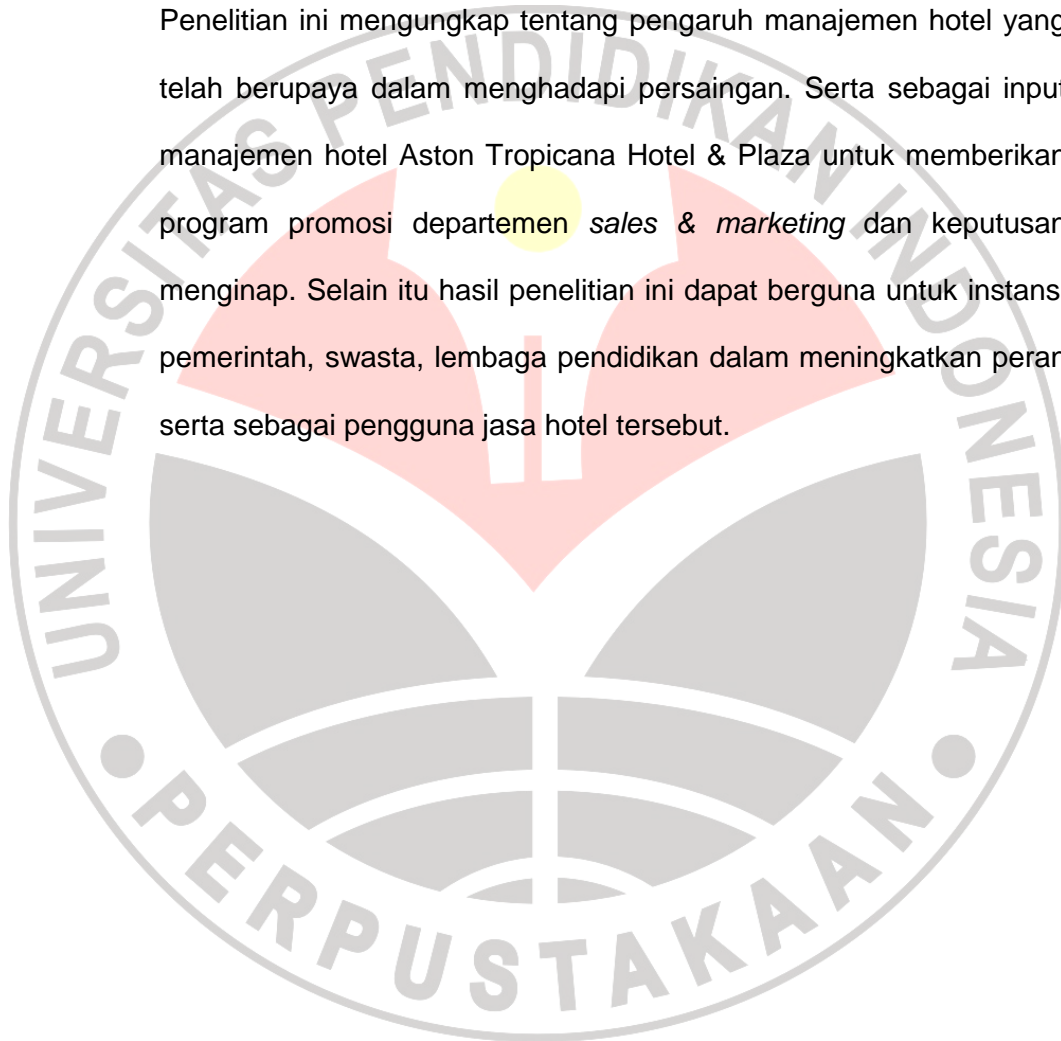 Penelitian ini mengungkap tentang pengaruh manajemen hotel yang
telah berupaya dalam menghadapi persaingan. Serta sebagai input
manajemen hotel Aston Tropicana Hotel & Plaza untuk memberikan
program promosi departemen sales & marketing dan keputusan
menginap. Selain itu hasil penelitian ini dapat berguna untuk instansi
pemerintah, swasta, lembaga pendidikan dalam meningkatkan peran
serta sebagai pengguna jasa hotel tersebut.
UNIVERSITAS PENDIDIKAN INDONESIA
PERPUSTAKAAN